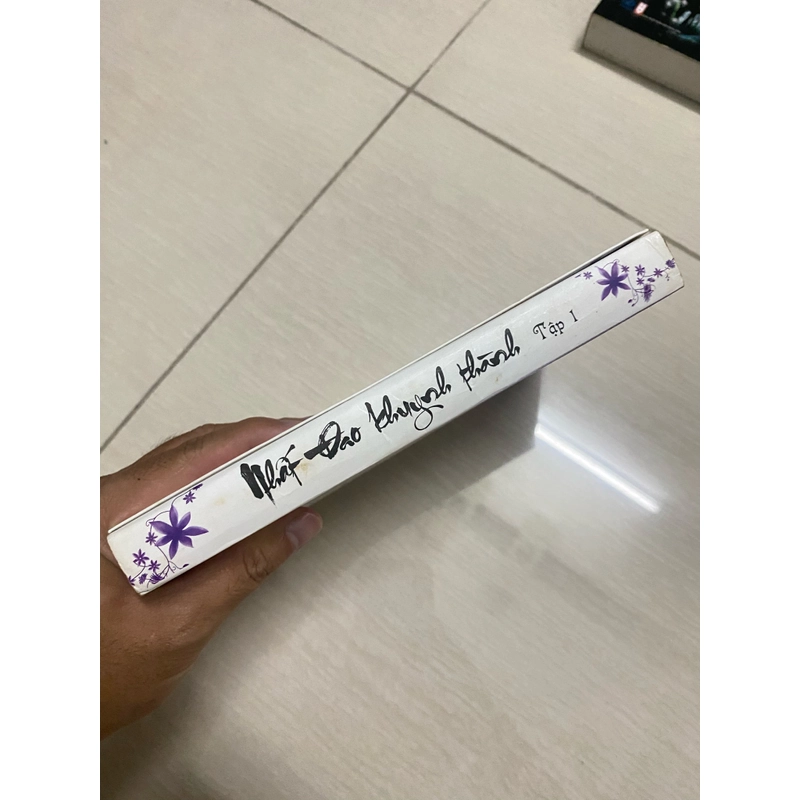 Nhất Đao Khuynh thành Tập 1